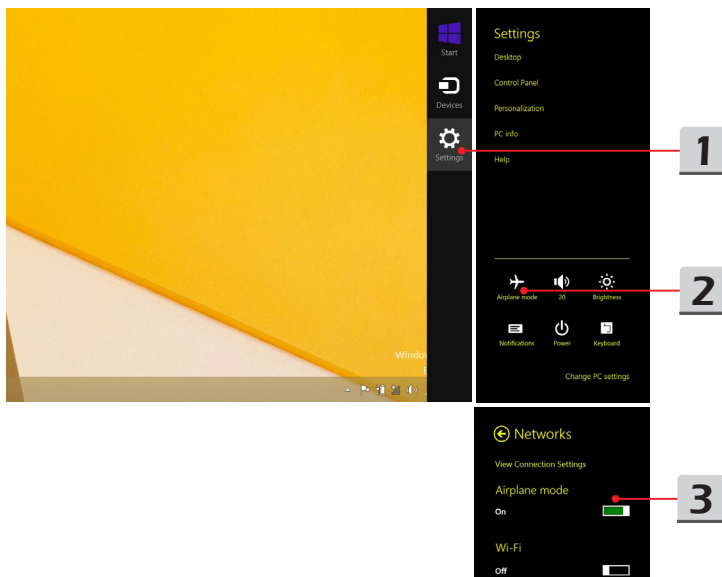 Start
Devices
Settings
Settings
Desktop
Control Panel
Personalization
PC info
Help
1
Airplane mode
20
Brightness
2
Notifications
Power
Keyboard
Change PC settings
Networks
View Connection Settings
Airplane mode
On
3
Wi-Fi
Off